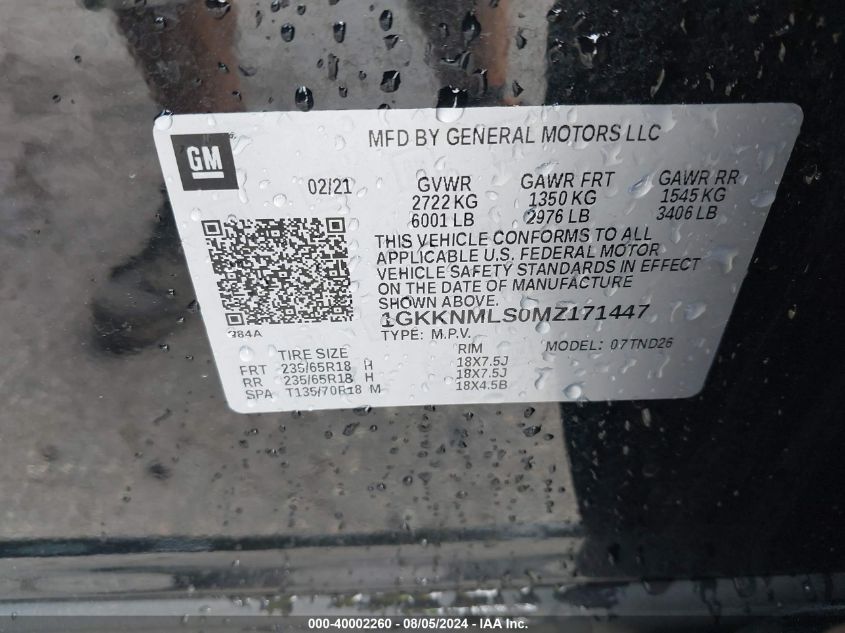 MFD BY GENERAL MOTORS LLC
GM
02/21
GVWR GAWR FRT GAWR RR
2722 KG 1350 KG 1545 KG
6001 LB 2976 LB 3406 LB
THIS VEHICLE CONFORMS TO ALL
APPLICABLE U.S. FEDERAL MOTOR
VEHICLE SAFETY STANDARDS IN EFFECT
ON THE DATE OF MANUFACTURE
SHOWN ABOVE.
1GKKNMLS0MZ171447
384A
TYPE: M.P.V. MODEL: 07TND26
TIRE SIZE RIM
FRT 235/65R18 H 18X7.5J
RR 235/65R18 H 18X7.5J
SPA T135/70R18 M 18X4.5B
000-40002260 - 08/05/2024 - IAA Inc.